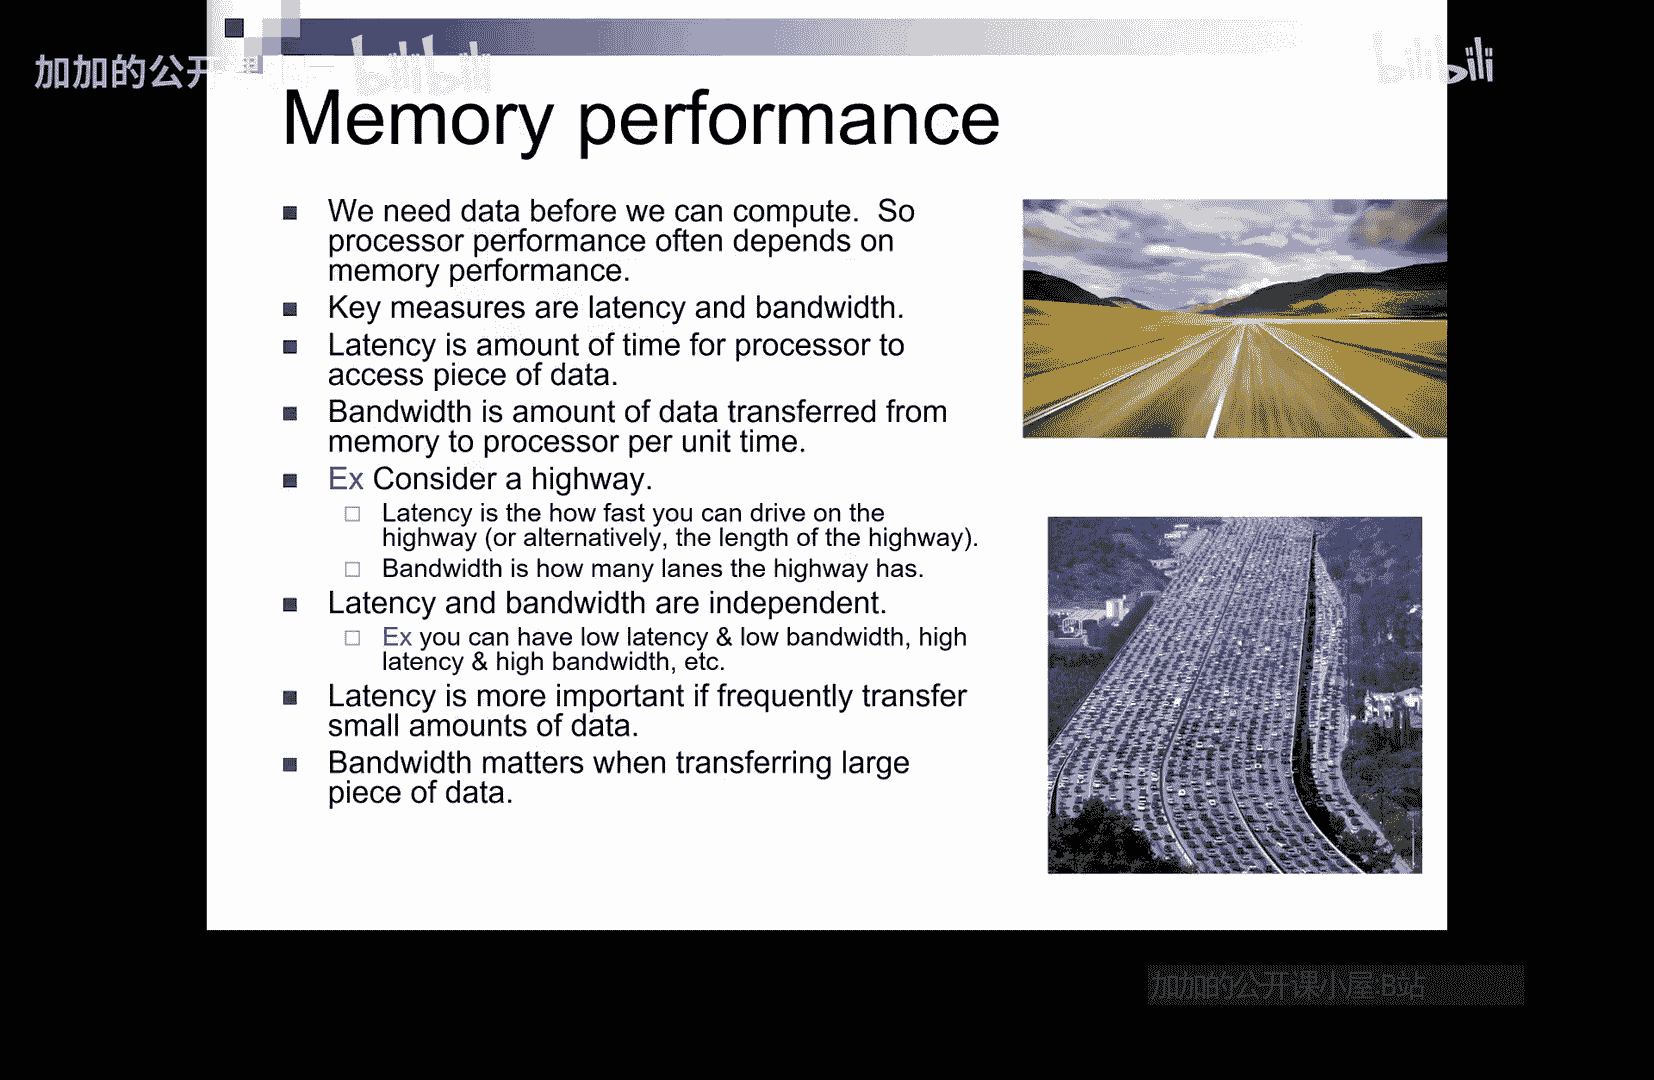 加加的公开课
bilibili
bilibili
Memory performance
We need data before we can compute.  So
processor performance often depends on
memory performance.
Key measures are latency and bandwidth.
Latency is amount of time for processor to
access piece of data.
Bandwidth is amount of data transferred from
memory to processor per unit time.
Ex Consider a highway.
Latency is the how fast you can drive on the
highway (or alternatively, the length of the highway).
Bandwidth is how many lanes the highway has.
Latency and bandwidth are independent.
Ex you can have low latency & low bandwidth, high
latency & high bandwidth, etc.
Latency is more important if frequently transfer
small amounts of data.
Bandwidth matters when transferring large
piece of data.
加加的公开课小屋:B站